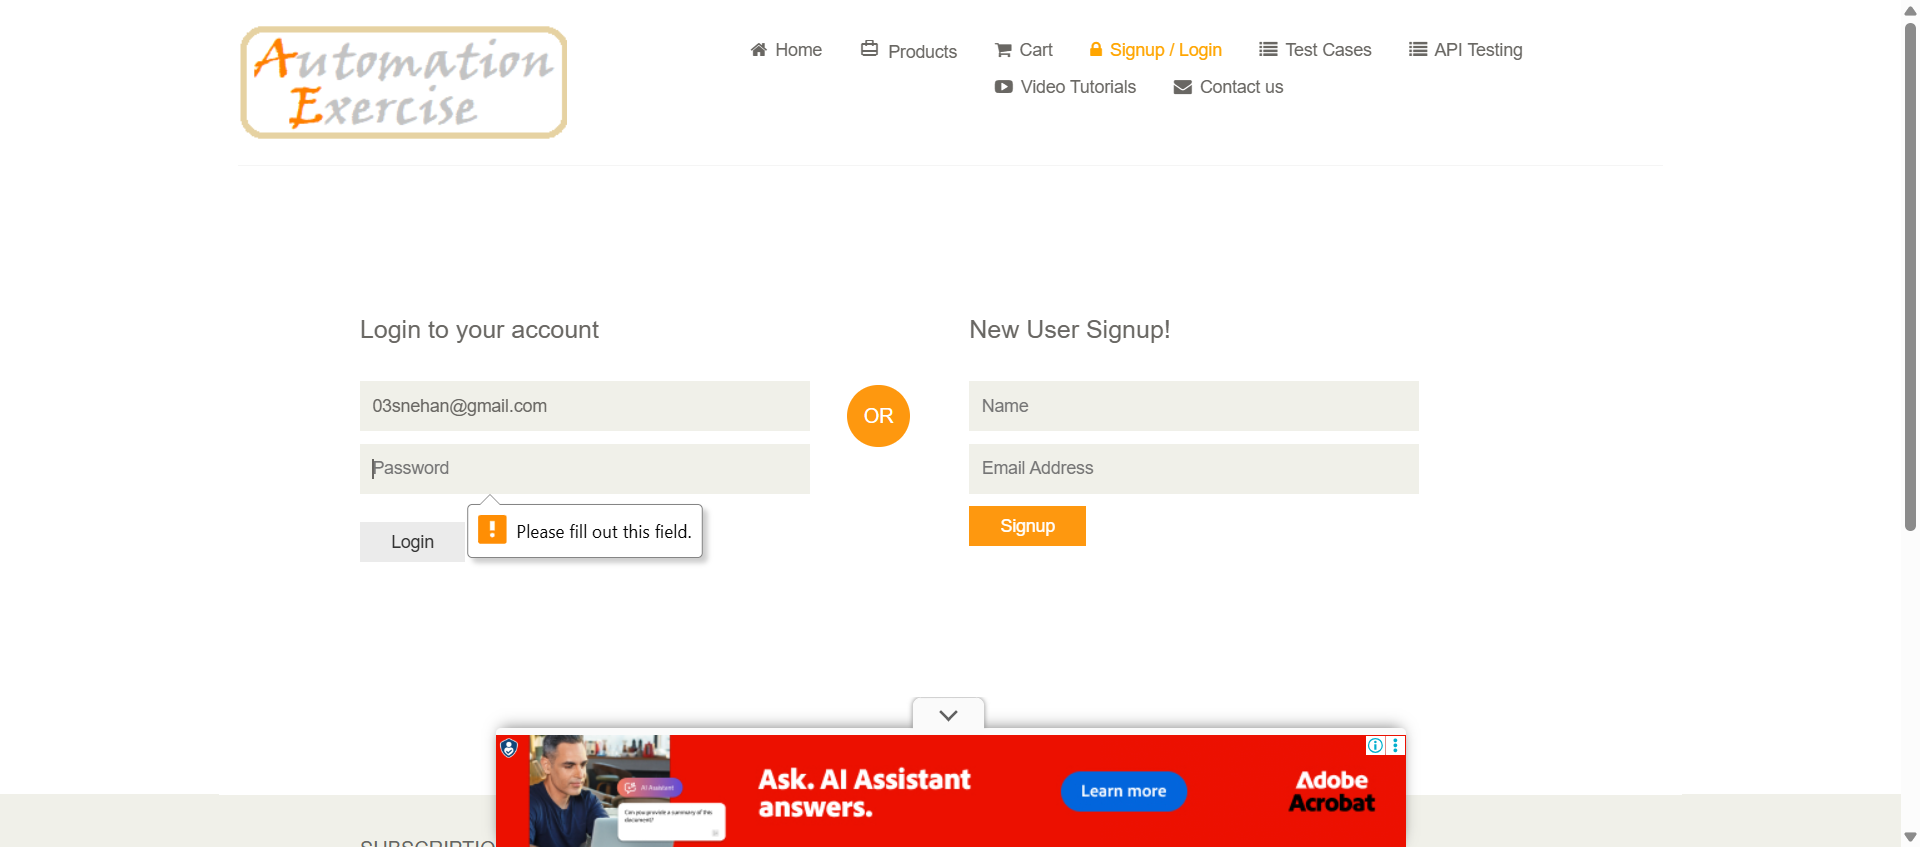 Automation
Exercise
Home
Products
Cart
Signup / Login
Test Cases
API Testing
Video Tutorials
Contact us
Login to your account
03snehan@gmail.com
Password
Please fill out this field.
Login
OR
New User Signup!
Name
Email Address
Signup
AI Assistant
Can you provide a summary of this
document?
Ask. AI Assistant
answers.
Learn more
Adobe
Acrobat
SUBSCRIPTIO